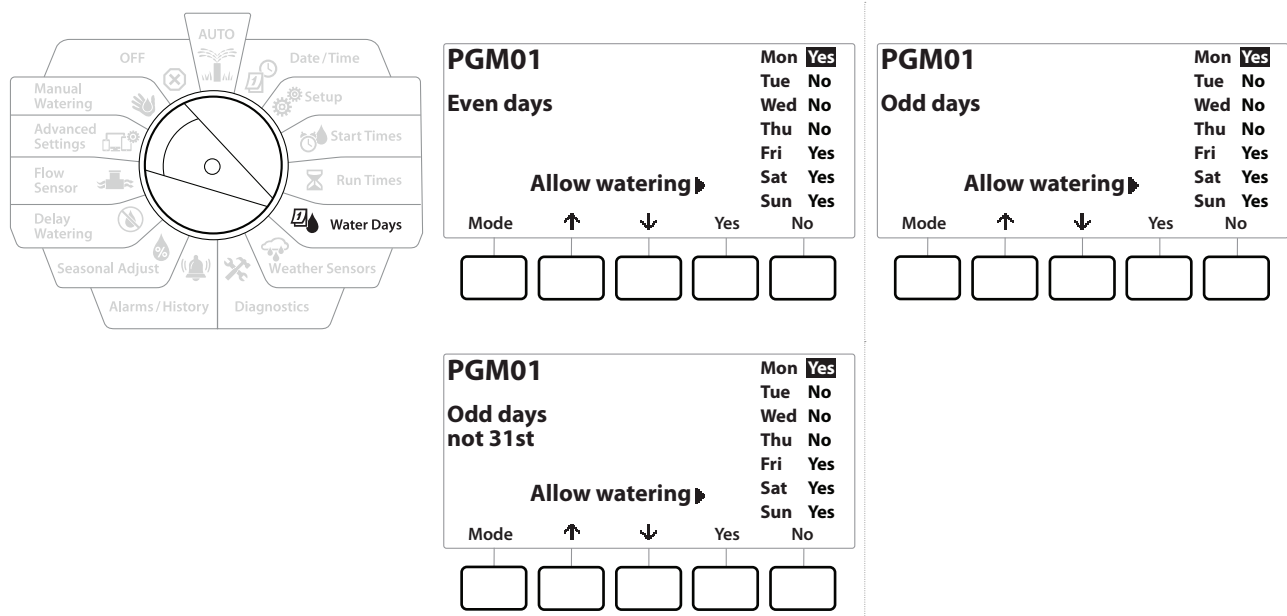 AUTO
OFF
Date/Time
Manual
Watering
Setup
Advanced
Settings
Start Times
Flow
Sensor
Run Times
Delay
Watering
Water Days
Seasonal Adjust
Weather Sensors
Alarms/History
Diagnostics
PGM01
Even days
Allow watering
Mon Yes
Tue No
Wed No
Thu No
Fri Yes
Sat Yes
Sun Yes
Mode ↑ ↓ Yes No
PGM01
Odd days
Allow watering
Mon Yes
Tue No
Wed No
Thu No
Fri Yes
Sat Yes
Sun Yes
Mode ↑ ↓ Yes No
PGM01
Odd days
not 31st
Allow watering
Mon Yes
Tue No
Wed No
Thu No
Fri Yes
Sat Yes
Sun Yes
Mode ↑ ↓ Yes No